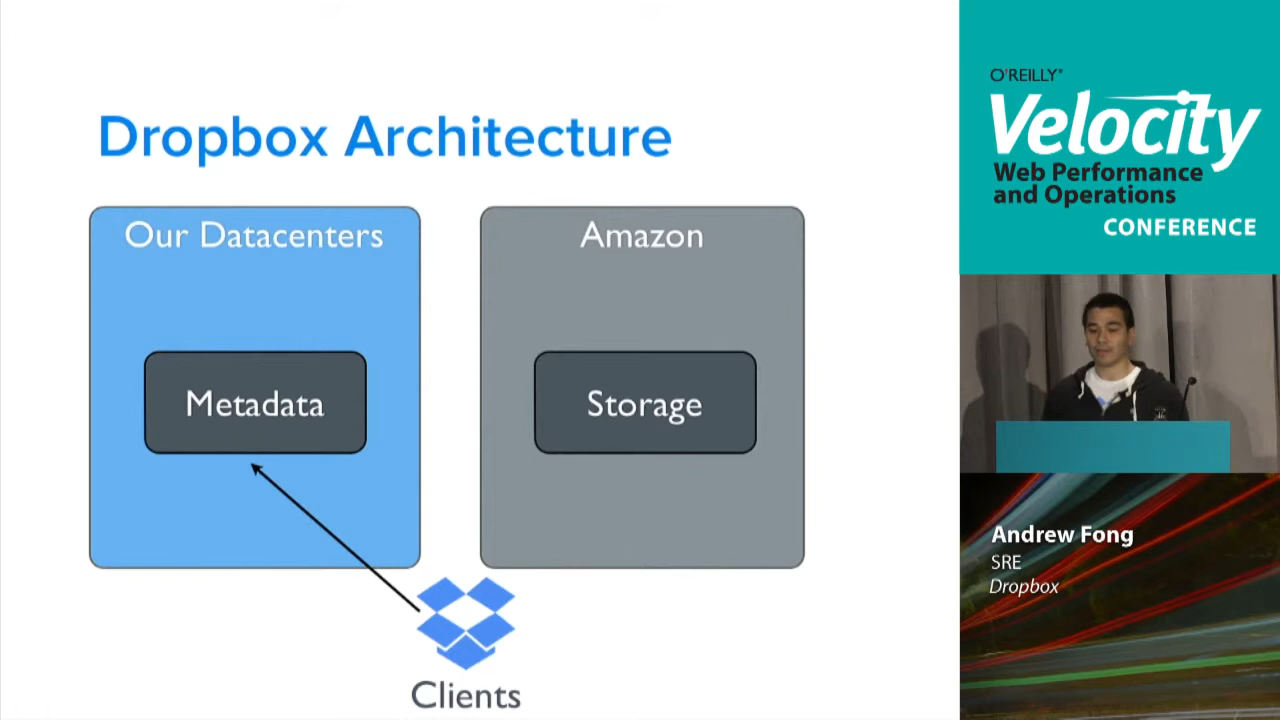 Dropbox Architecture
Our Datacenters
Metadata
Amazon
Storage
Clients
O'REILLY®
Velocity
Web Performance
and Operations
CONFERENCE
Andrew Fong
SRE
Dropbox